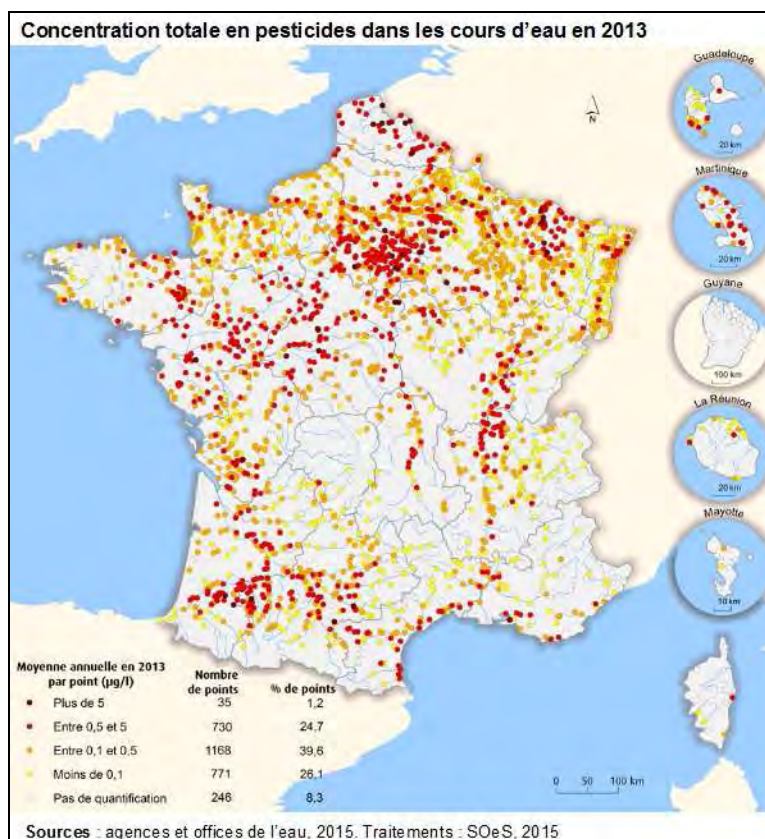 Concentration totale en pesticides dans les cours d'eau en 2013
Guadeloupe
20 km
N
Martinique
20 km
Guyane
100 km
La Réunion
20 km
Mayotte
10 km
Moyenne annuelle en 2013 par point (µg/l) Nombre de points % de points
Plus de 5 35 1,2
Entre 0,5 et 5 730 24,7
Entre 0,1 et 0,5 1168 39,6
Moins de 0,1 771 26,1
Pas de quantification 246 8,3
0 50 100 km
Sources : agences et offices de l'eau, 2015. Traitements : SOeS, 2015